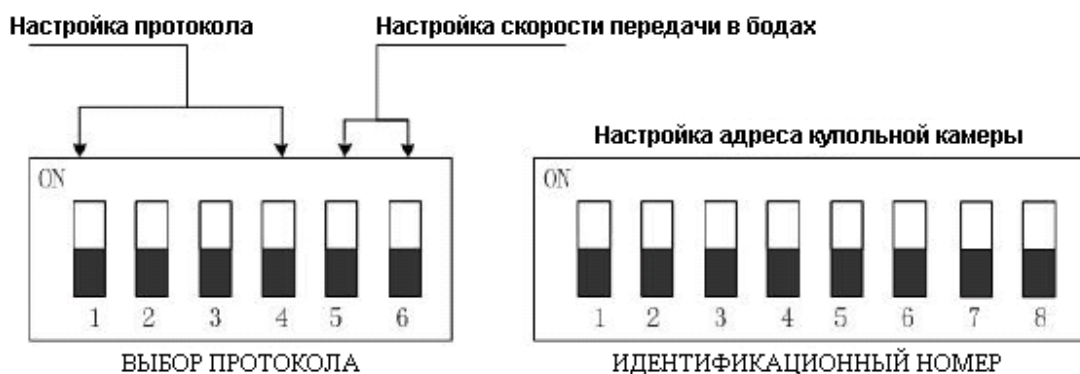 Настройка протокола
Настройка скорости передачи в бодах
Настройка адреса купольной камеры
ON
1 2 3 4 5 6
ВЫБОР ПРОТОКОЛА
ON
1 2 3 4 5 6 7 8
ИДЕНТИФИКАЦИОННЫЙ НОМЕР